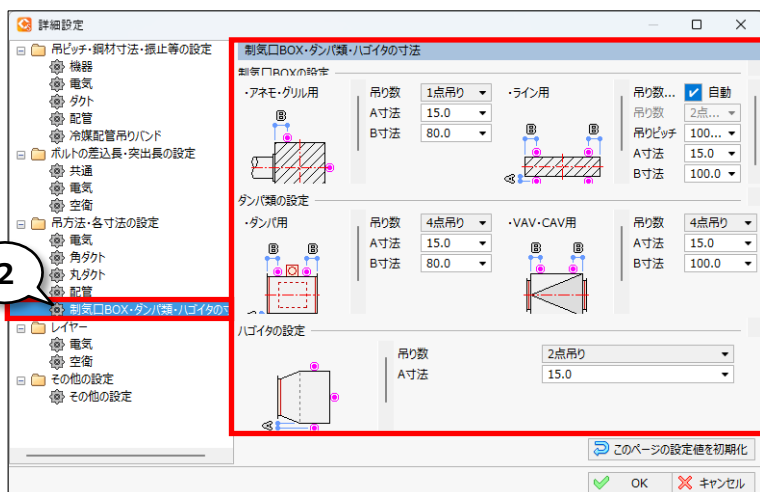 詳細設定
吊ピッチ・鋼材寸法・振止等の設定
機器
電気
ダクト
配管
冷媒配管吊りバンド
ボルトの差込長・突出長の設定
共通
電気
空衛
吊方法・各寸法の設定
電気
角ダクト
丸ダクト
配管
制気口BOX・ダンパ類・ハゴイタの寸
レイヤー
電気
空衛
その他の設定
その他の設定
2
制気口BOX・ダンパ類・ハゴイタの寸法
制気口BOXの設定
・アネモ・グリル用
B
吊り数 1点吊り
A寸法 15.0
B寸法 80.0
・ライン用
B B
A
吊り数... 自動
吊り数 2点...
吊りピッチ 100...
A寸法 15.0
B寸法 100.0
ダンパ類の設定
・ダンパ用
B B
吊り数 4点吊り
A寸法 15.0
B寸法 80.0
・VAV・CAV用
B B
吊り数 4点吊り
A寸法 15.0
B寸法 100.0
ハゴイタの設定
A
吊り数 2点吊り
A寸法 15.0
このページの設定値を初期化
OK キャンセル